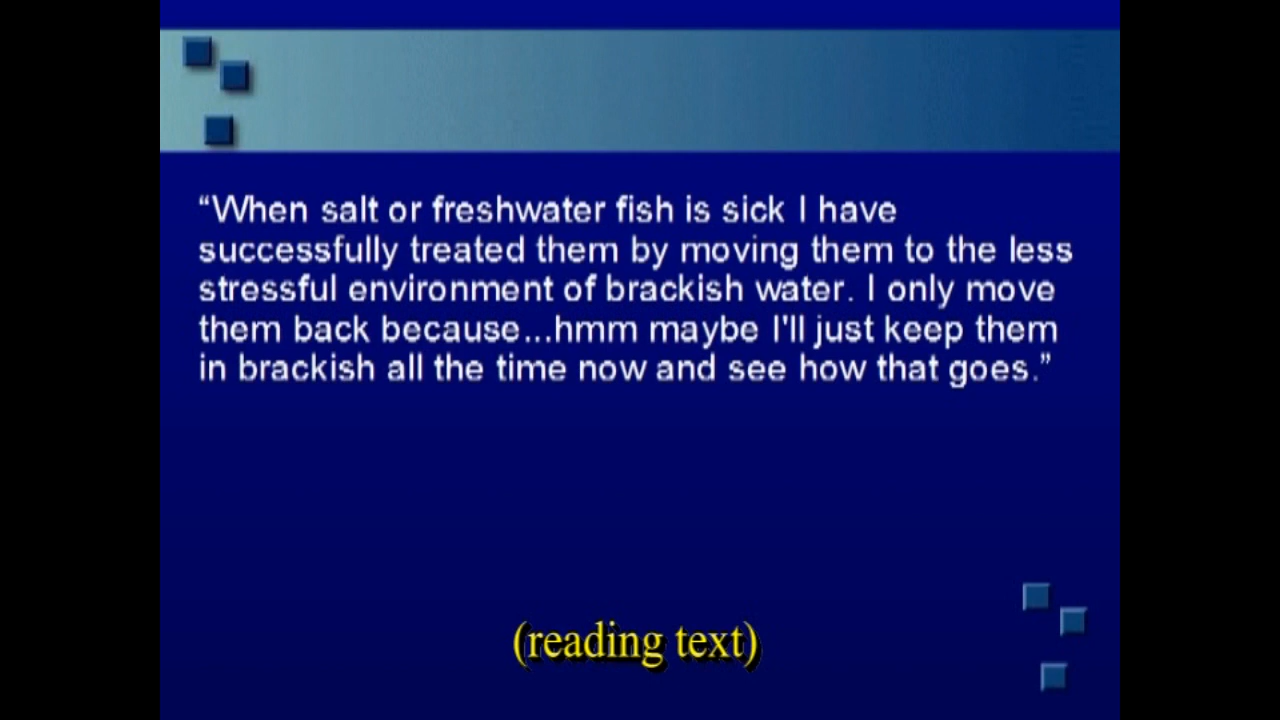 “When salt or freshwater fish is sick I have
successfully treated them by moving them to the less
stressful environment of brackish water. I only move
them back because...hmm maybe I'll just keep them
in brackish all the time now and see how that goes.”
(reading text)